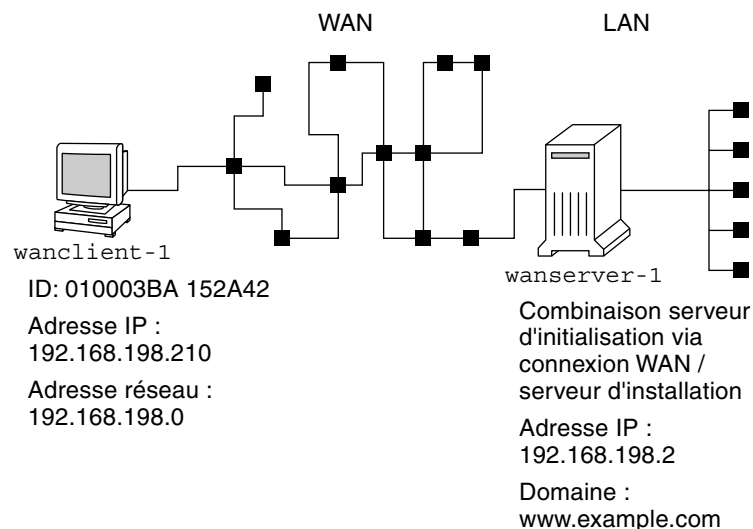 WAN
LAN
wanclient-1
ID: 010003BA 152A42
Adresse IP :
192.168.198.210
Adresse réseau :
192.168.198.0
wanserver-1
Combinaison serveur
d'initialisation via
connexion WAN /
serveur d'installation
Adresse IP :
192.168.198.2
Domaine :
www.example.com